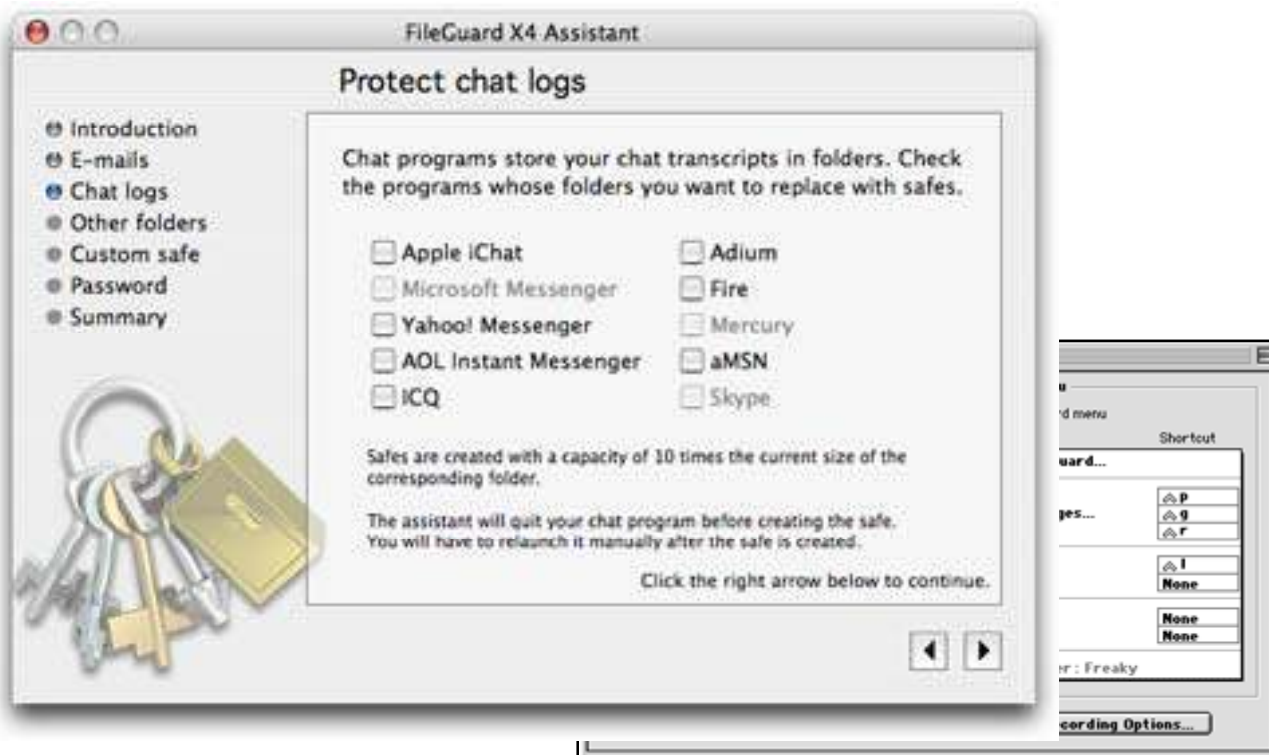 FileGuard X4 Assistant
Protect chat logs
Introduction
E-mails
Chat logs
Other folders
Custom safe
Password
Summary
Chat programs store your chat transcripts in folders. Check
the programs whose folders you want to replace with safes.
Apple iChat
Microsoft Messenger
Yahoo! Messenger
AOL Instant Messenger
ICQ
Adium
Fire
Mercury
aMSN
Skype
Safes are created with a capacity of 10 times the current size of the
corresponding folder.
The assistant will quit your chat program before creating the safe.
You will have to relaunch it manually after the safe is created.
Click the right arrow below to continue.
u
rd menu
Shortcut
uard...
P
ges...
g
r
l
None
None
None
er : Freaky
cording Options...